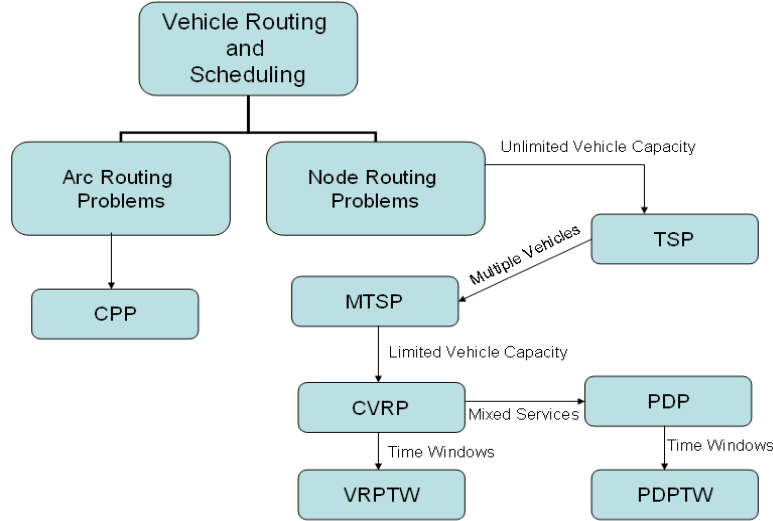 Vehicle Routing
and
Scheduling
Arc Routing
Problems
Node Routing
Problems
Unlimited Vehicle Capacity
TSP
Multiple Vehicles
CPP
MTSP
Limited Vehicle Capacity
CVRP
Mixed Services
PDP
Time Windows
Time Windows
VRPTW
PDPTW